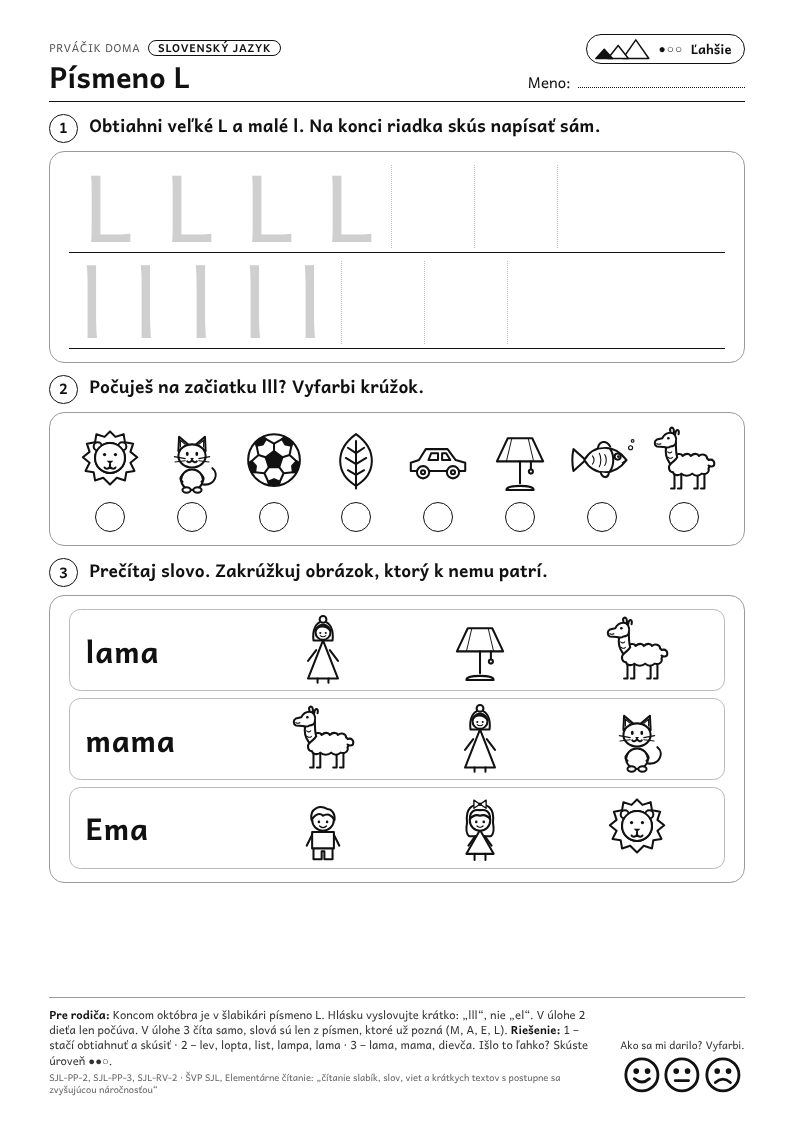 PRVÁČIK DOMA SLOVENSKÝ JAZYK
●○○ Ľahšie
Písmeno L
Meno:
1 Obtiahni veľké L a malé l. Na konci riadka skús napísať sám.
L L L L
l l l l l
2 Počuješ na začiatku lll? Vyfarbi krúžok.
3 Prečítaj slovo. Zakrúžkuj obrázok, ktorý k nemu patrí.
lama
mama
Ema
Pre rodiča: Koncom októbra je v šlabikári písmeno L. Hlásku vyslovujte krátko: „lll“, nie „el“. V úlohe 2
dieťa len počúva. V úlohe 3 číta samo, slová sú len z písmen, ktoré už pozná (M, A, E, L). Riešenie: 1 –
stačí obtiahnuť a skúsiť · 2 – lev, lopta, list, lampa, lama · 3 – lama, mama, dievča. Išlo to ľahko? Skúste
úroveň ●●○.
SJL-PP-2, SJL-PP-3, SJL-RV-2 · ŠVP SJL, Elementárne čítanie: „čítanie slabík, slov, viet a krátkych textov s postupne sa
zvyšujúcou náročnosťou“
Ako sa mi darilo? Vyfarbi.